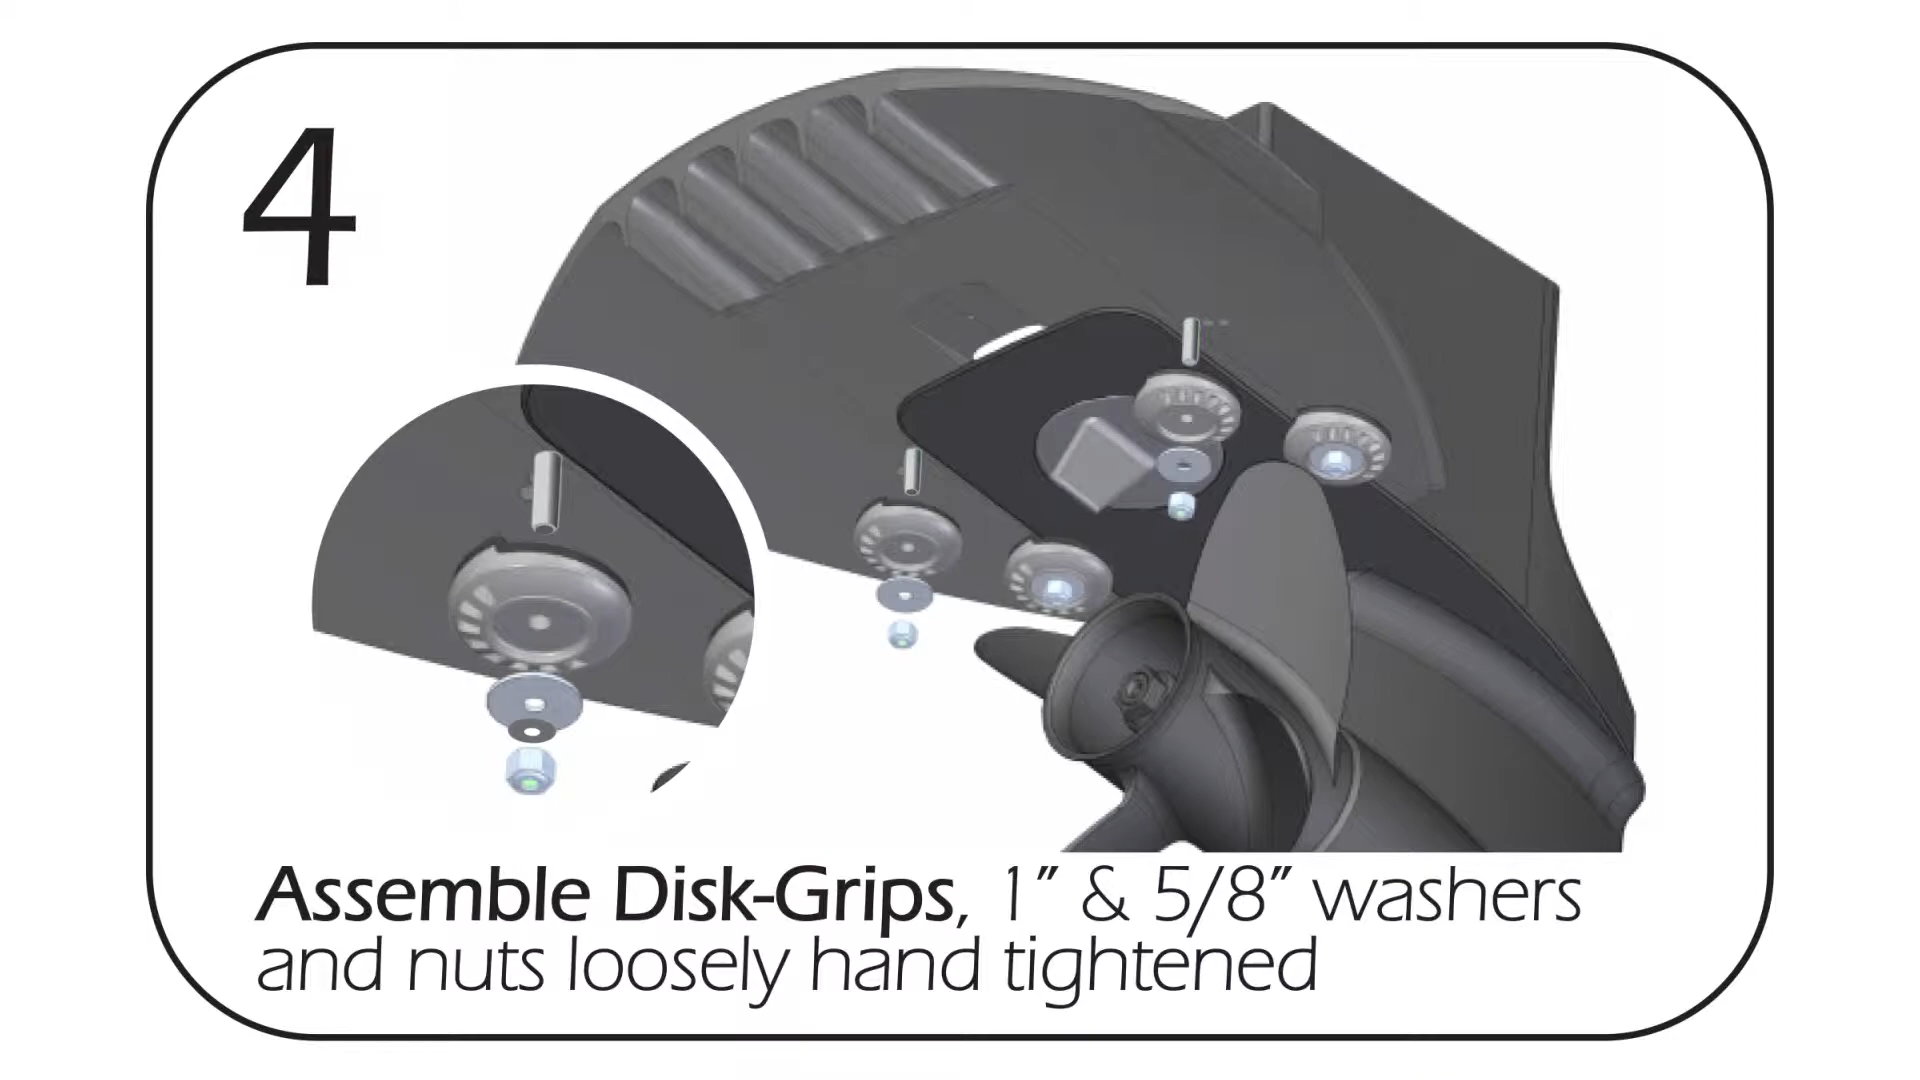 4
Assemble Disk-Grips, 1” & 5/8” washers
and nuts loosely hand tightened